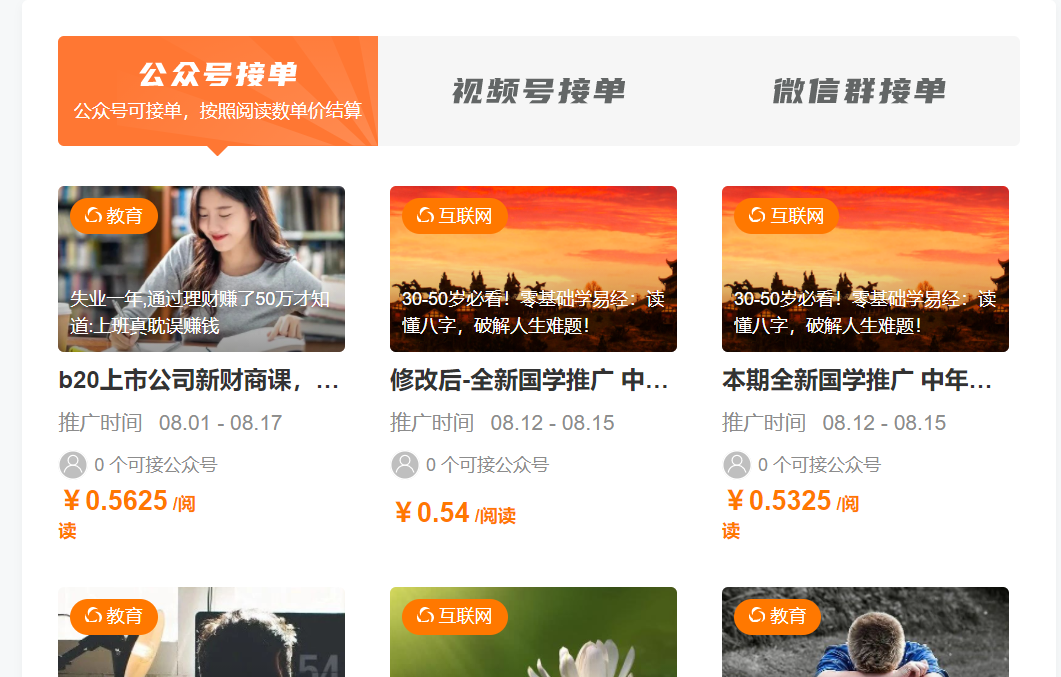 公众号接单
公众号可接单，按照阅读数单价结算
视频号接单
微信群接单
教育
失业一年,通过理财赚了50万才知
道:上班真耽误赚钱
b20上市公司新财商课，…
推广时间 08.01 - 08.17
0 个可接公众号
￥0.5625 /阅
读
互联网
30-50岁必看！零基础学易经：读
懂八字，破解人生难题！
修改后-全新国学推广 中…
推广时间 08.12 - 08.15
0 个可接公众号
￥0.54 /阅读
互联网
30-50岁必看！零基础学易经：读
懂八字，破解人生难题！
本期全新国学推广 中年…
推广时间 08.12 - 08.15
0 个可接公众号
￥0.5325 /阅
读
教育
54
互联网
教育